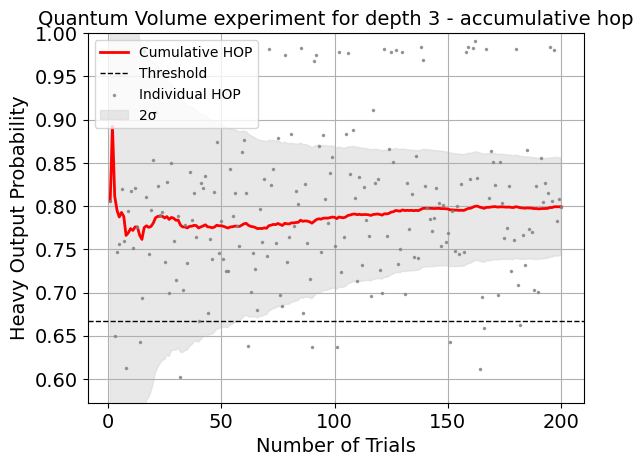 Quantum Volume experiment for depth 3 - accumulative hop
Heavy Output Probability
1.00
0.95
0.90
0.85
0.80
0.75
0.70
0.65
0.60
Cumulative HOP
Threshold
Individual HOP
2σ
0 50 100 150 200
Number of Trials